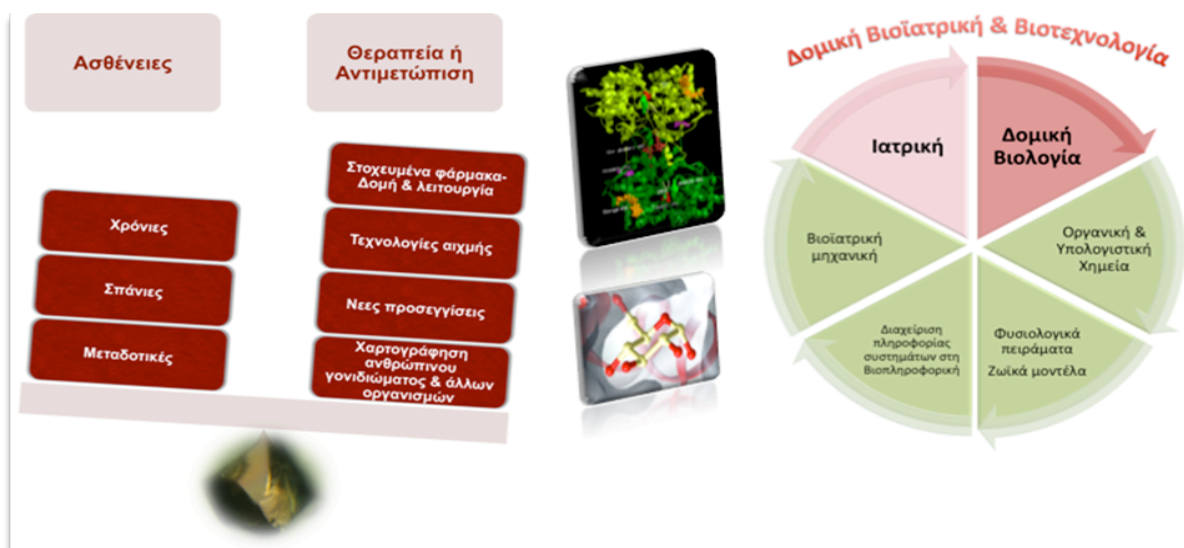 Ασθένειες
Θεραπεία ή
Αντιμετώπιση
Χρόνιες
Σπάνιες
Μεταδοτικές
Στοχευμένα φάρμακα-
Δομή & λειτουργία
Τεχνολογίες αιχμής
Νεες προσεγγίσεις
Χαρτογράφηση
ανθρώπινου
γονιδιώματος & άλλων
οργανισμών
Δομική Βιοϊατρική & Βιοτεχνολογία
Ιατρική
Δομική
Βιολογία
Οργανική &
Υπολογιστική
Χημεία
Φυσιολογικά
πειράματα
Ζωϊκά μοντέλα
Διαχείριση
πληροφορίας
συστημάτων στη
Βιοπληροφορική
Βιοϊατρική
μηχανική